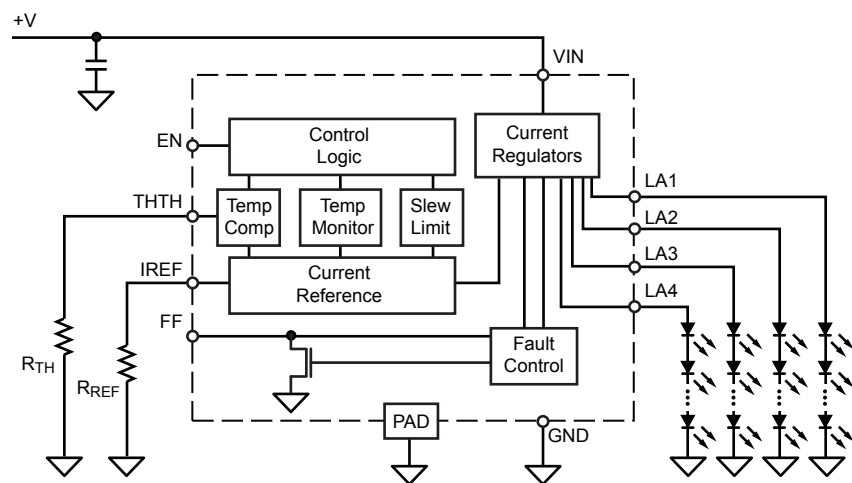 +V
VIN
EN
Control
Logic
Current
Regulators
THTH
Temp
Comp
Temp
Monitor
Slew
Limit
LA1
LA2
LA3
LA4
IREF
Current
Reference
FF
Fault
Control
RTH
RREF
PAD
GND